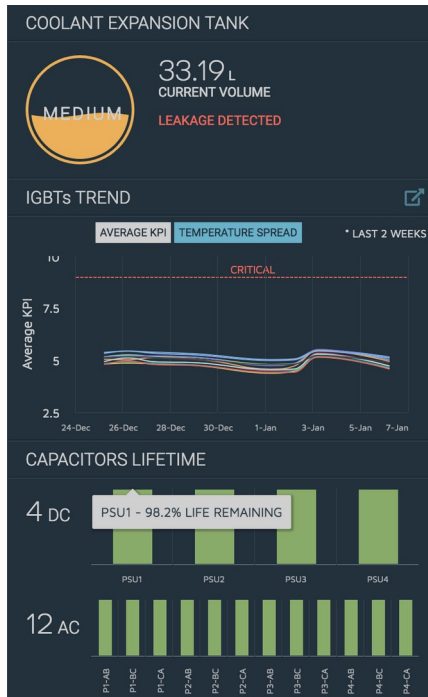 COOLANT EXPANSION TANK
MEDIUM
33.19 L
CURRENT VOLUME
LEAKAGE DETECTED
IGBTs TREND
AVERAGE KPI TEMPERATURE SPREAD * LAST 2 WEEKS
10
CRITICAL
7.5
Average KPI
5
2.5
24-Dec 26-Dec 28-Dec 30-Dec 1-Jan 3-Jan 5-Jan 7-Jan
CAPACITORS LIFETIME
4 DC
PSU1 - 98.2% LIFE REMAINING
PSU1 PSU2 PSU3 PSU4
12 AC
P1-AB P1-BC P1-CA P2-AB P2-BC P2-CA P3-AB P3-BC P3-CA P4-AB P4-BC P4-CA